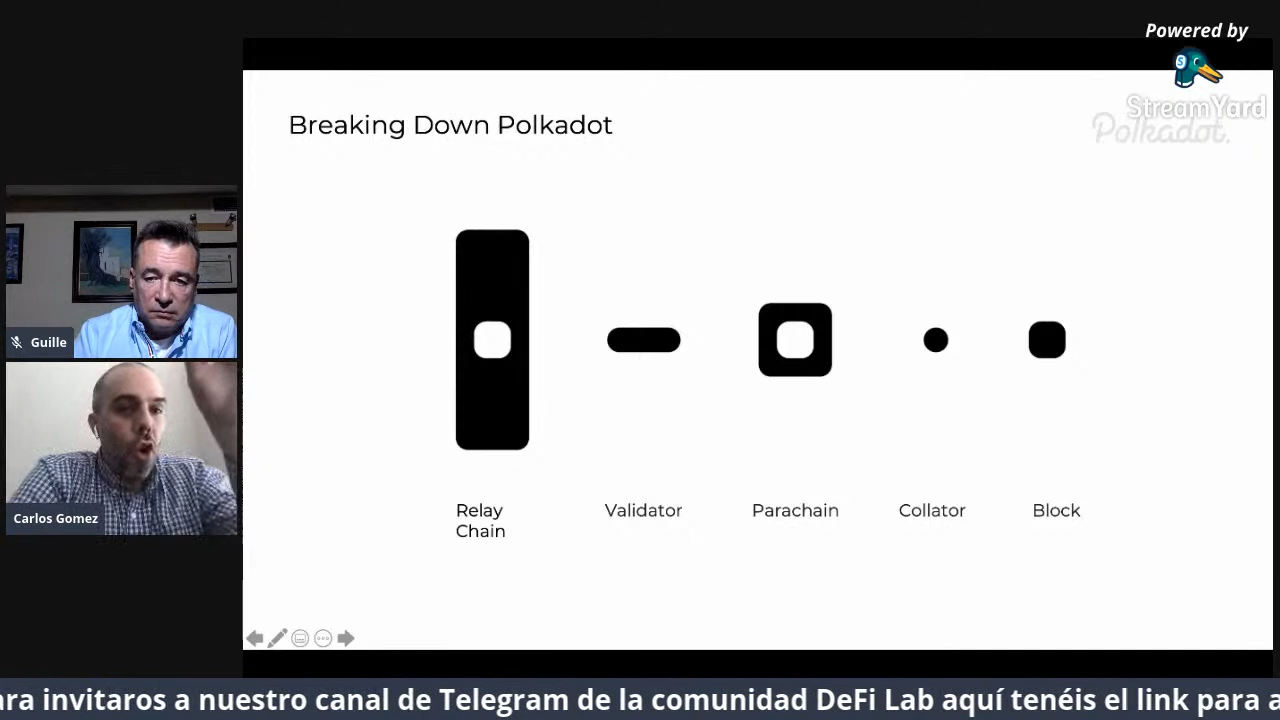 Powered by
StreamYard
Polkadot.
Breaking Down Polkadot
Guille
Carlos Gomez
Relay
Chain
Validator
Parachain
Collator
Block
ara invitaros a nuestro canal de Telegram de la comunidad DeFi Lab aquí tenéis el link para a